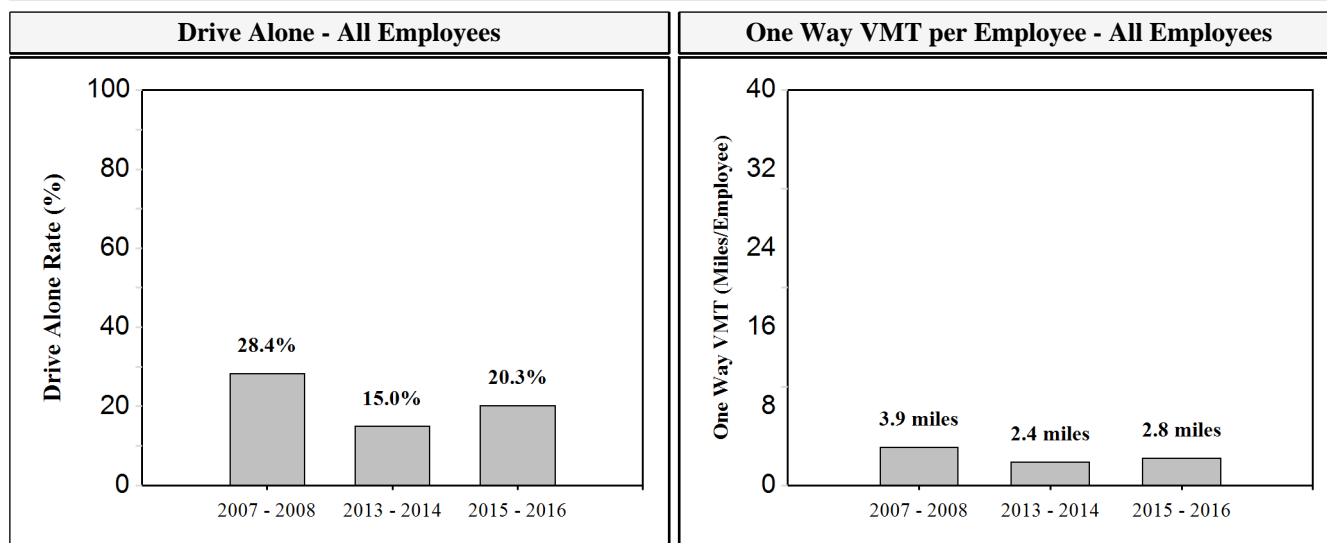 Drive Alone - All Employees
One Way VMT per Employee - All Employees
Drive Alone Rate (%)
100
80
60
40
20
0
28.4%
15.0%
20.3%
2007 - 2008
2013 - 2014
2015 - 2016
One Way VMT (Miles/Employee)
40
32
24
16
8
0
3.9 miles
2.4 miles
2.8 miles
2007 - 2008
2013 - 2014
2015 - 2016